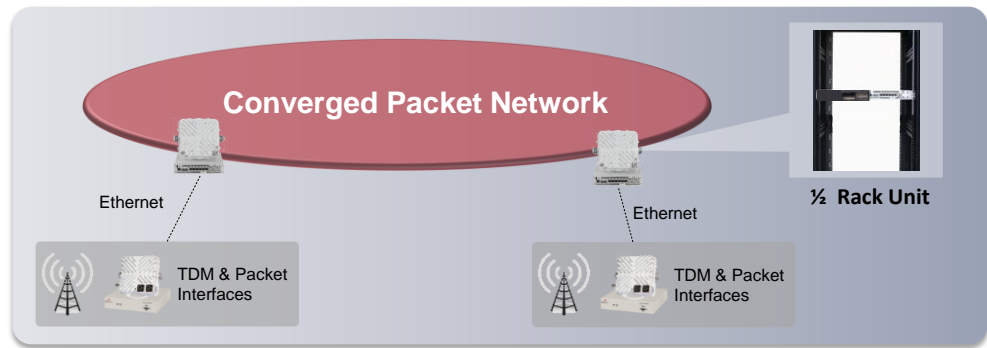 Converged Packet Network
½ Rack Unit
Ethernet
Ethernet
TDM & Packet
Interfaces
TDM & Packet
Interfaces